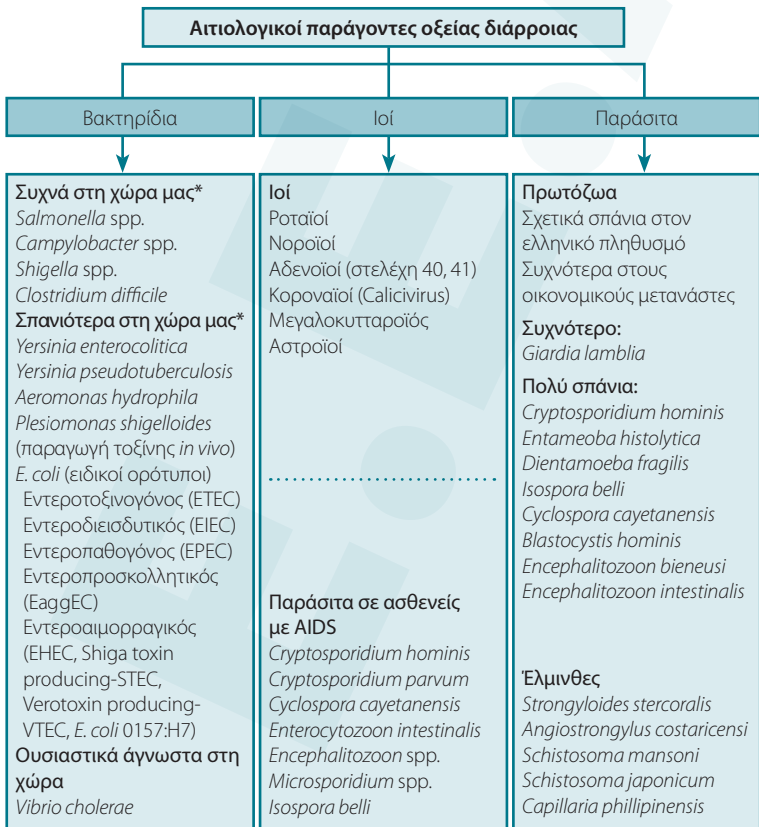 Αιτιολογικοί παράγοντες οξείας διάρροιας
Βακτηρίδια
Συχνά στη χώρα μας*
Salmonella spp.
Campylobacter spp.
Shigella spp.
Clostridium difficile
Σπανιότερα στη χώρα μας*
Yersinia enterocolitica
Yersinia pseudotuberculosis
Aeromonas hydrophila
Plesiomonas shigelloides
(παραγωγή τοξίνης in vivo)
E. coli (ειδικοί ορότυποι)
Εντεροτοξινογόνος (ETEC)
Εντεροδιεισδυτικός (EIEC)
Εντεροπαθογόνος (EPEC)
Εντεροπροσκολλητικός
(EaggEC)
Εντεροαιμορραγικός
(EHEC, Shiga toxin
producing-STEC,
Verotoxin producing-
VTEC, E. coli 0157:H7)
Ουσιαστικά άγνωστα στη
χώρα
Vibrio cholerae
Ιοί
Ιοί
Ροταϊοί
Νοροϊοί
Αδενοϊοί (στελέχη 40, 41)
Κοροναϊοί (Calicivirus)
Μεγαλοκυτταροϊός
Αστροϊοί
Παράσιτα σε ασθενείς
με AIDS
Cryptosporidium hominis
Cryptosporidium parvum
Cyclospora cayetanensis
Enterocytozoon intestinalis
Encephalitozoon spp.
Microsporidium spp.
Isospora belli
Παράσιτα
Πρωτόζωα
Σχετικά σπάνια στον
ελληνικό πληθυσμό
Συχνότερα στους
οικονομικούς μετανάστες
Συχνότερο:
Giardia lamblia
Πολύ σπάνια:
Cryptosporidium hominis
Entameoba histolytica
Dientamoeba fragilis
Isospora belli
Cyclospora cayetanensis
Blastocystis hominis
Encephalitozoon bieneusi
Encephalitozoon intestinalis
Έλμινθες
Strongyloides stercoralis
Angiostrongylus costaricensi
Schistosoma mansoni
Schistosoma japonicum
Capillaria phillipinensis